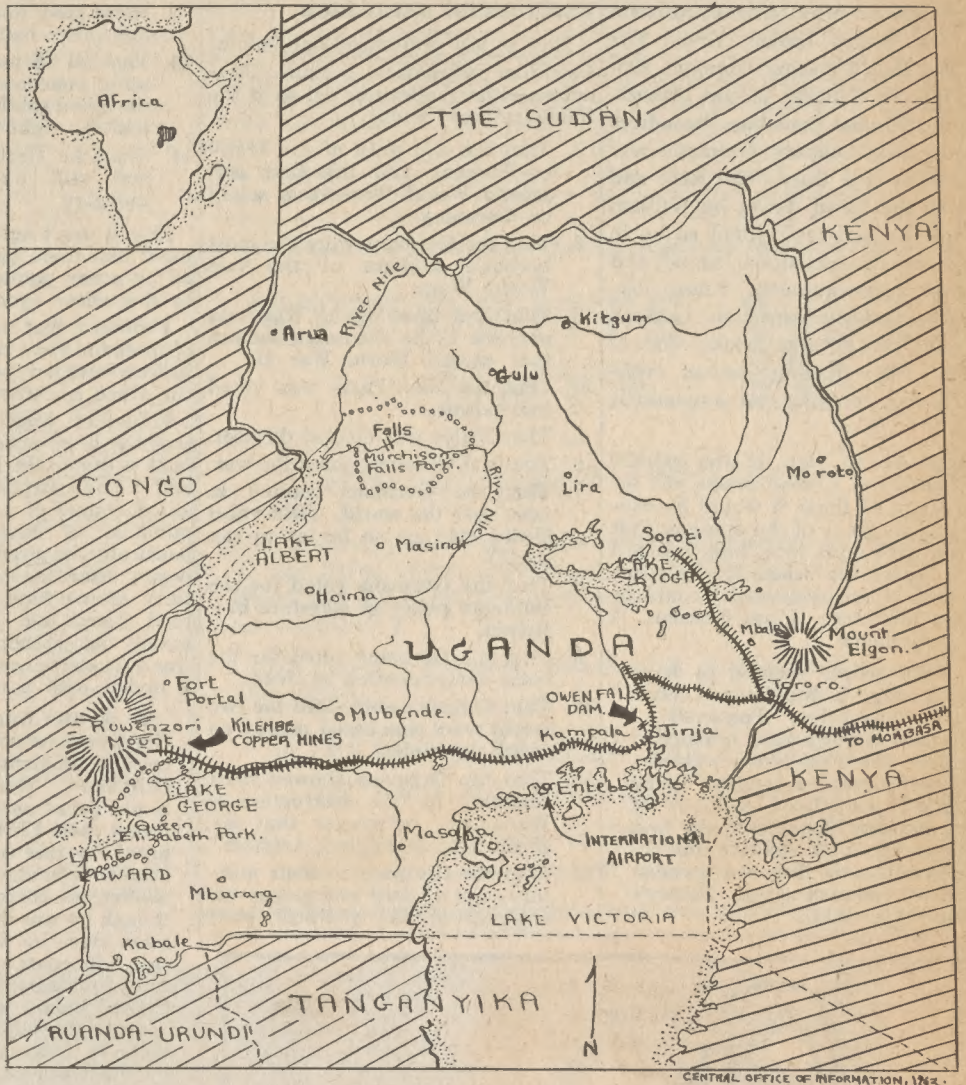 Africa
THE SUDAN
KENYA
River Nile
Arua
Kitgum
Gulu
Falls
Murchison
Falls Park.
Moroto
CONGO
Lira
River Nile
LAKE
ALBERT
Masindi
Soroti
LAKE
KYOGA
Hoima
Mbale
Mount
Elgon.
UGANDA
Fort
Portal
OWEN FALLS
DAM.
Tororo.
Ruwenzori
Mount
KILEMBE
COPPER MINES
Mubende.
Kampala
Jinja
TO MOMBASA
LAKE
GEORGE
Entebbe
KENYA
Queen
Elizabeth Park.
Masaka
INTERNATIONAL
AIRPORT
LAKE
EDWARD
Mbarara
LAKE VICTORIA
Kabale
TANGANYIKA
RUANDA-URUNDI
N
CENTRAL OFFICE OF INFORMATION, 1962.